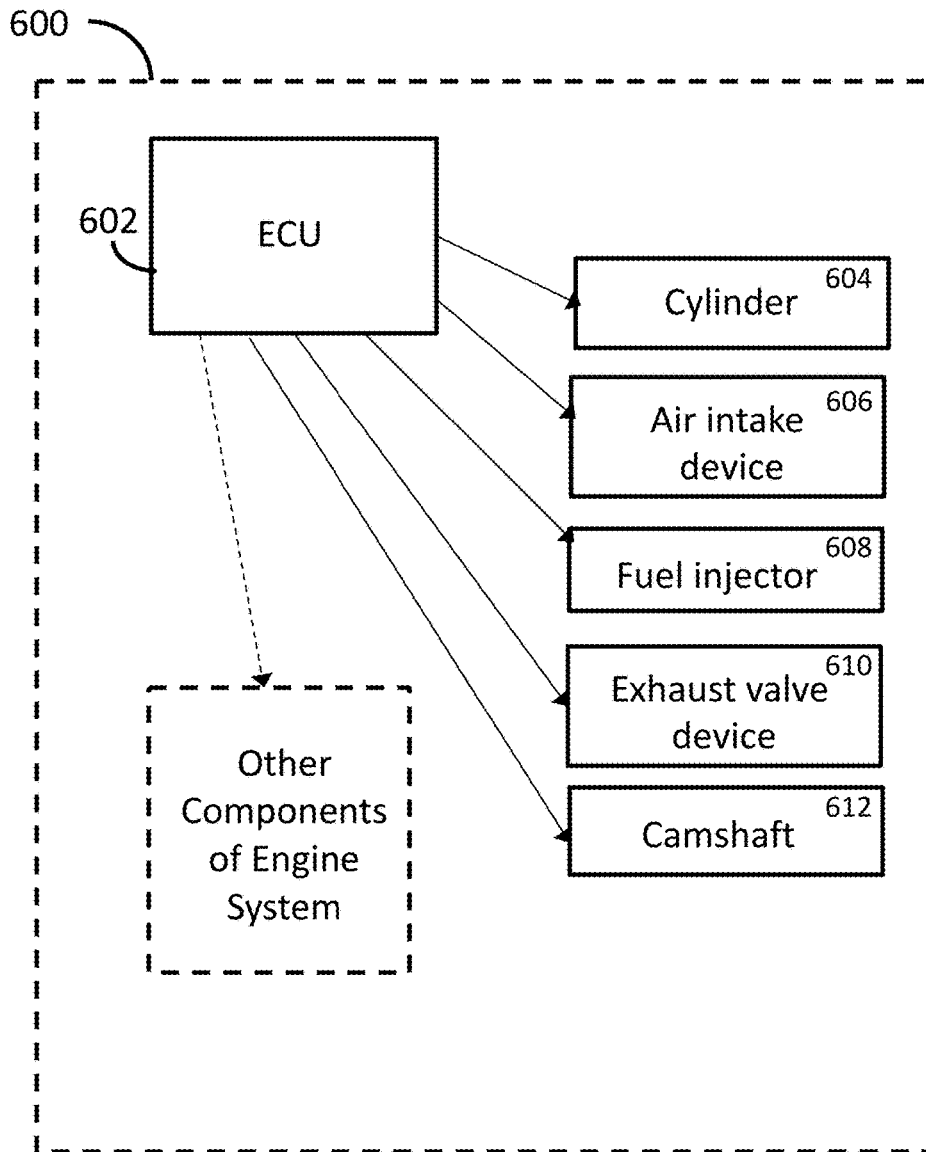 600
602
ECU
604
Cylinder
606
Air intake
device
608
Fuel injector
610
Exhaust valve
device
612
Camshaft
Other
Components
of Engine
System